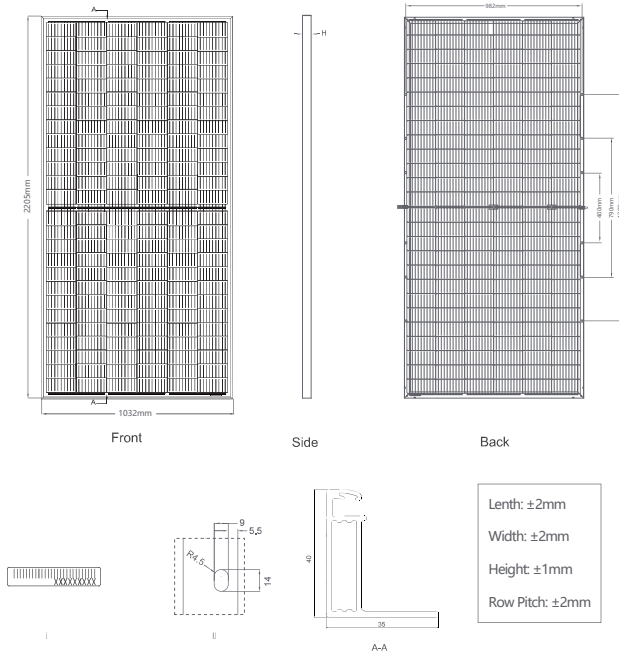 A
982mm
H
2205mm
400mm
790mm
A
1032mm
Front
Side
Back
9
5.5
R4.5
14
I
II
40
35
A-A
Lenth: ±2mm
Width: ±2mm
Height: ±1mm
Row Pitch: ±2mm